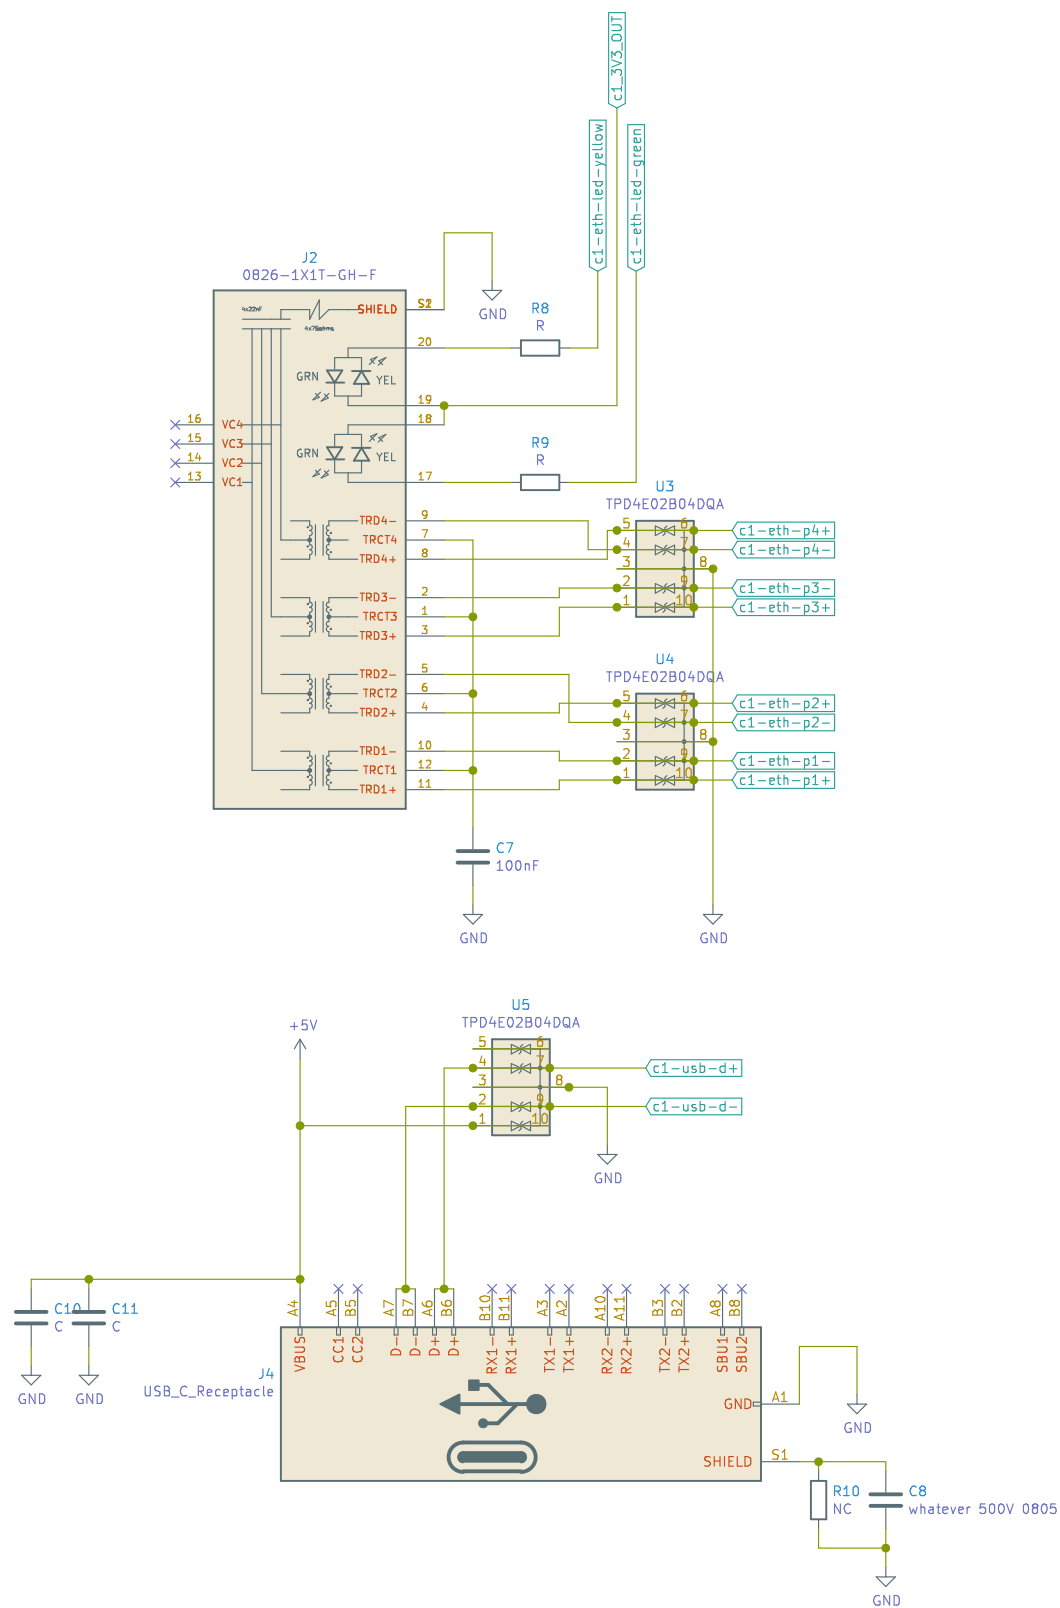 c1_3V3_OUT
c1-eth-led-yellow
c1-eth-led-green
J2
0826-1X1T-GH-F
4x22nF
4x75ohms
SHIELD
GND
R8
R
20
GRN
YEL
19
18
16 VC4
15 VC3
14 VC2
13 VC1
GRN
YEL
17
R9
R
U3
TPD4E02B04DQA
TRD4- 9
TRCT4 7
TRD4+ 8
5 6 c1-eth-p4+
4 7 c1-eth-p4-
3 8
2 9 c1-eth-p3-
1 10 c1-eth-p3+
TRD3- 2
TRCT3 1
TRD3+ 3
U4
TPD4E02B04DQA
TRD2- 5
TRCT2 6
TRD2+ 4
5 6 c1-eth-p2+
4 7 c1-eth-p2-
3 8
2 9 c1-eth-p1-
1 10 c1-eth-p1+
TRD1- 10
TRCT1 12
TRD1+ 11
C7
100nF
GND
GND
U5
TPD4E02B04DQA
+5V
5 6
4 7 c1-usb-d+
3 8
2 9 c1-usb-d-
1 10
GND
C10
C
C11
C
GND
GND
A4 A5 B5 A7 B7 A6 B6 B10 B11 A3 A2 A10 A11 B3 B2 A8 B8
VBUS CC1 CC2 D- D- D+ D+ RX1- RX1+ TX1- TX1+ RX2- RX2+ TX2- TX2+ SBU1 SBU2
J4
USB_C_Receptacle
GND A1
GND
SHIELD S1
R10
NC
C8
whatever 500V 0805
GND